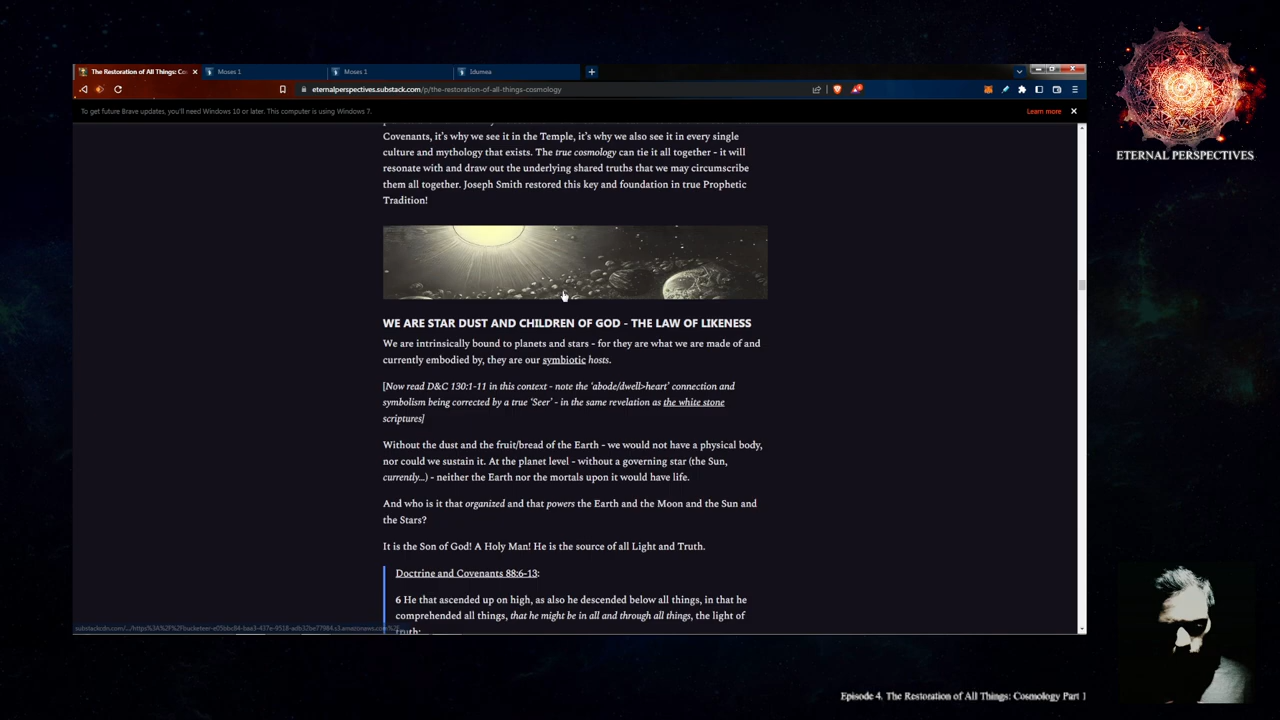 The Restoration of All Things: Co
Moses 1
Moses 1
Idumea
eternalperspectives.substack.com/p/the-restoration-of-all-things-cosmology
To get future Brave updates, you'll need Windows 10 or later. This computer is using Windows 7.
Learn more
ETERNAL PERSPECTIVES
Covenants, it's why we see it in the Temple, it's why we also see it in every single
culture and mythology that exists. The true cosmology can tie it all together - it will
resonate with and draw out the underlying shared truths that we may circumscribe
them all together. Joseph Smith restored this key and foundation in true Prophetic
Tradition!
WE ARE STAR DUST AND CHILDREN OF GOD - THE LAW OF LIKENESS
We are intrinsically bound to planets and stars - for they are what we are made of and
currently embodied by, they are our symbiotic hosts.
[Now read D&C 130:1-11 in this context - note the 'abode/dwell>heart' connection and
symbolism being corrected by a true 'Seer' - in the same revelation as the white stone
scriptures]
Without the dust and the fruit/bread of the Earth - we would not have a physical body,
nor could we sustain it. At the planet level - without a governing star (the Sun,
currently...) - neither the Earth nor the mortals upon it would have life.
And who is it that organized and that powers the Earth and the Moon and the Sun and
the Stars?
It is the Son of God! A Holy Man! He is the source of all Light and Truth.
Doctrine and Covenants 88:6-13:
6 He that ascended up on high, as also he descended below all things, in that he
comprehended all things, that he might be in all and through all things, the light of
truth;
Episode 4. The Restoration of All Things: Cosmology Part 1